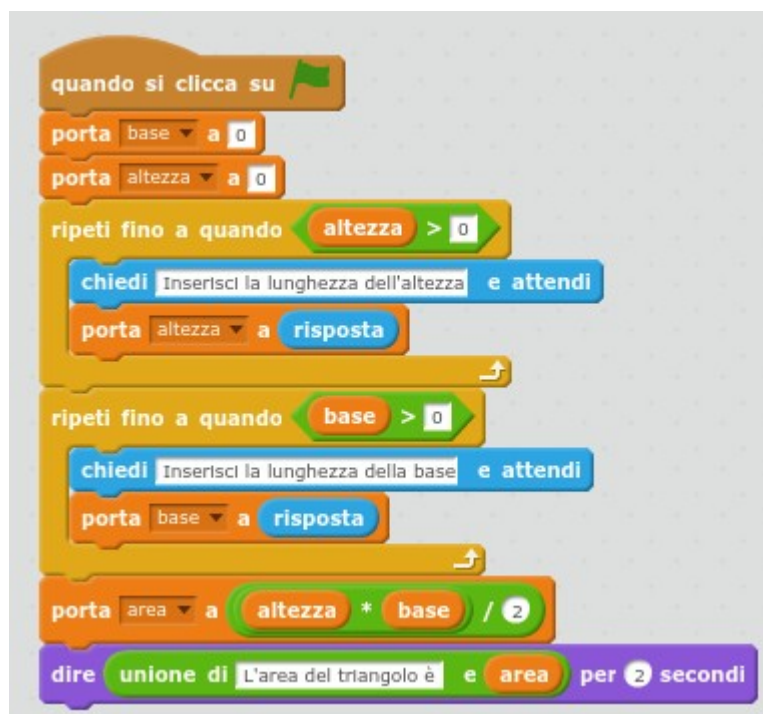 quando si clicca su
porta base a 0
porta altezza a 0
ripeti fino a quando altezza > 0
chiedi Inserisci la lunghezza dell'altezza e attendi
porta altezza a risposta
ripeti fino a quando base > 0
chiedi Inserisci la lunghezza della base e attendi
porta base a risposta
porta area a altezza * base / 2
dire unione di L'area del triangolo è e area per 2 secondi